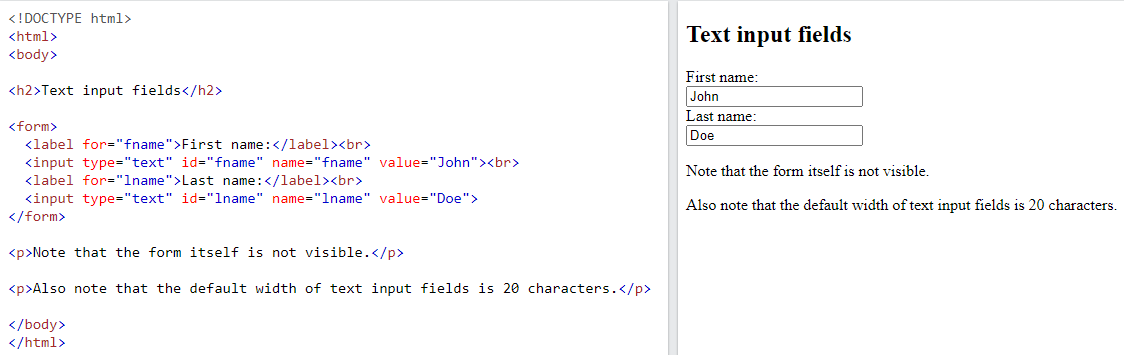 <!DOCTYPE html>
<html>
<body>
<h2>Text input fields</h2>
<form>
<label for="fname">First name:</label><br>
<input type="text" id="fname" name="fname" value="John"><br>
<label for="lname">Last name:</label><br>
<input type="text" id="lname" name="lname" value="Doe">
</form>
<p>Note that the form itself is not visible.</p>
<p>Also note that the default width of text input fields is 20 characters.</p>
</body>
</html>
Text input fields
First name:
John
Last name:
Doe
Note that the form itself is not visible.
Also note that the default width of text input fields is 20 characters.